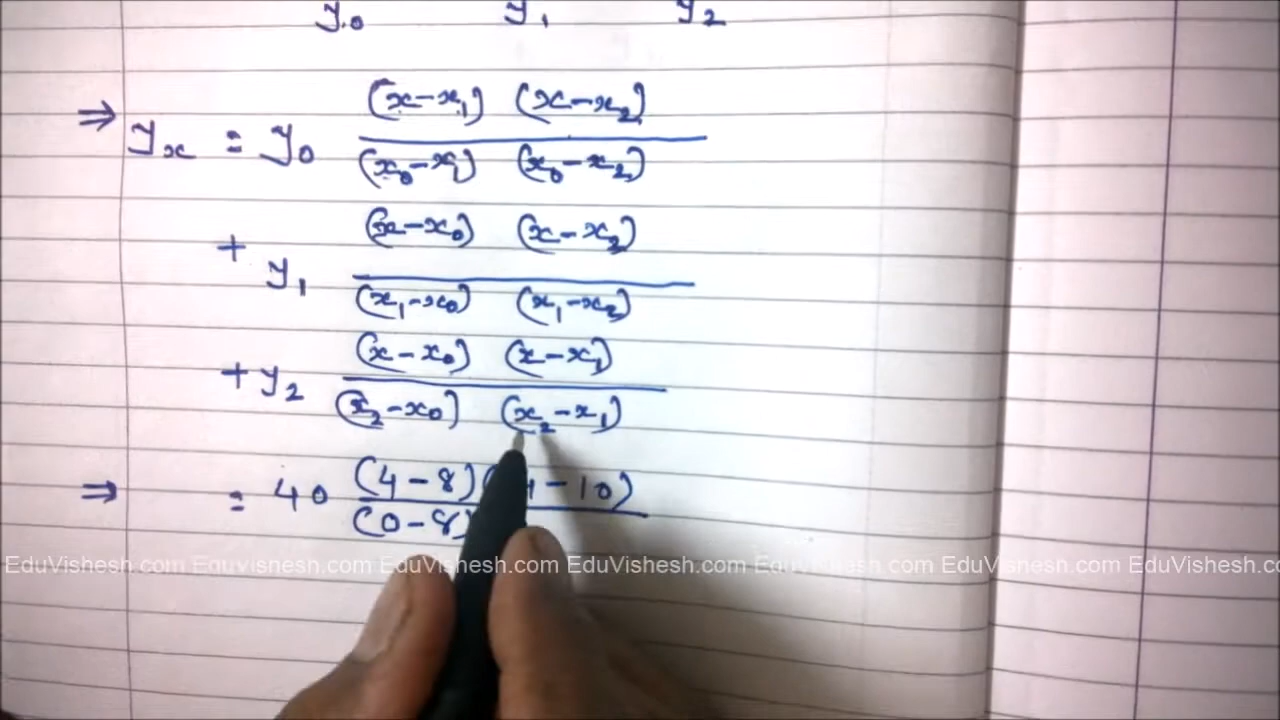 y₀ y₁ y₂
(x-x₁) (x-x₂)
⇒ yₓ = y₀
(x₀-x₁) (x₀-x₂)
(x-x₀) (x-x₂)
+ y₁
(x₁-x₀) (x₁-x₂)
(x-x₀) (x-x₁)
+ y₂
(x₂-x₀) (x₂-x₁)
(4-8) ( -10)
⇒ = 40
(0-8)
EduVishesh.com EduVishesh.com EduVishesh.com EduVishesh.com EduVishesh.com EduVishesh.com EduVishesh.co